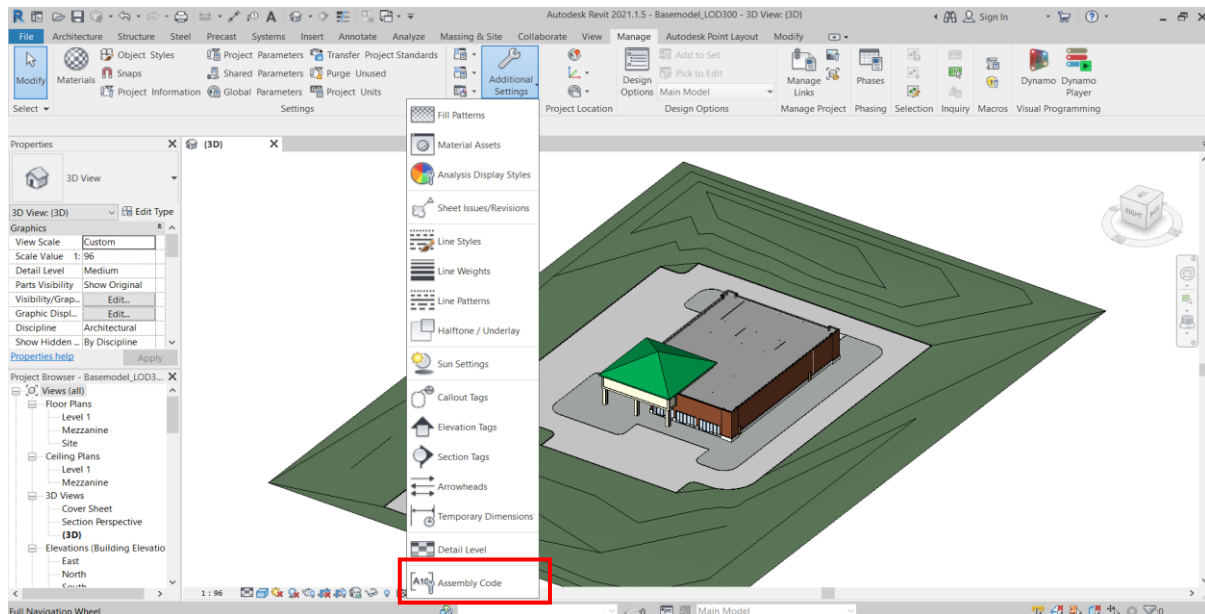 Autodesk Revit 2021.1.5 - Basemodel_LOD300 - 3D View: {3D}
Sign In
File Architecture Structure Steel Precast Systems Insert Annotate Analyze Massing & Site Collaborate View Manage Autodesk Point Layout Modify
Modify
Materials
Object Styles
Snaps
Project Information
Project Parameters
Shared Parameters
Global Parameters
Transfer Project Standards
Purge Unused
Project Units
Additional
Settings
Design
Options
Add to Set
Pick to Edit
Main Model
Manage
Links
Phases
Dynamo
Dynamo
Player
Select
Settings
Project Location
Design Options
Manage Project
Phasing
Selection
Inquiry
Macros
Visual Programming
Properties
3D View
3D View: {3D}
Edit Type
Graphics
View Scale Custom
Scale Value 1: 96
Detail Level Medium
Parts Visibility Show Original
Visibility/Grap... Edit...
Graphic Displ... Edit...
Discipline Architectural
Show Hidden ... By Discipline
Properties help
Apply
Project Browser - Basemodel_LOD3...
Views (all)
Floor Plans
Level 1
Mezzanine
Site
Ceiling Plans
Level 1
Mezzanine
3D Views
Cover Sheet
Section Perspective
{3D}
Elevations (Building Elevatio
East
North
South
{3D}
Fill Patterns
Material Assets
Analysis Display Styles
Sheet Issues/Revisions
Line Styles
Line Weights
Line Patterns
Halftone / Underlay
Sun Settings
Callout Tags
Elevation Tags
Section Tags
Arrowheads
Temporary Dimensions
Detail Level
A10 Assembly Code
RIGHT
1 : 96
Full Navigation Wheel
Main Model
:0